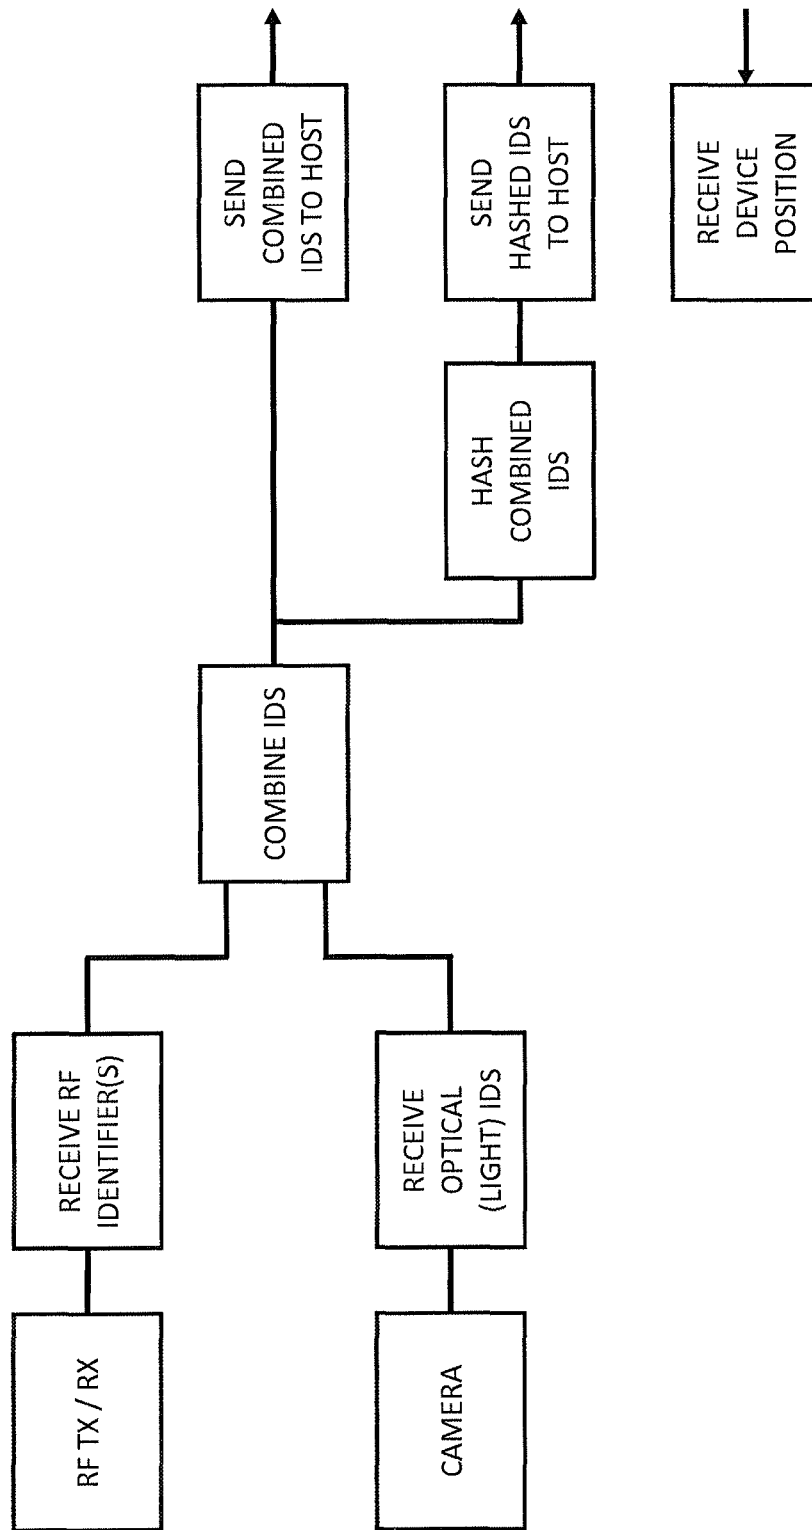 RF TX / RX
RECEIVE RF
IDENTIFIER(S)
CAMERA
RECEIVE
OPTICAL
(LIGHT) IDS
COMBINE IDS
SEND
COMBINED
IDS TO HOST
HASH
COMBINED
IDS
SEND
HASHED IDS
TO HOST
RECEIVE
DEVICE
POSITION